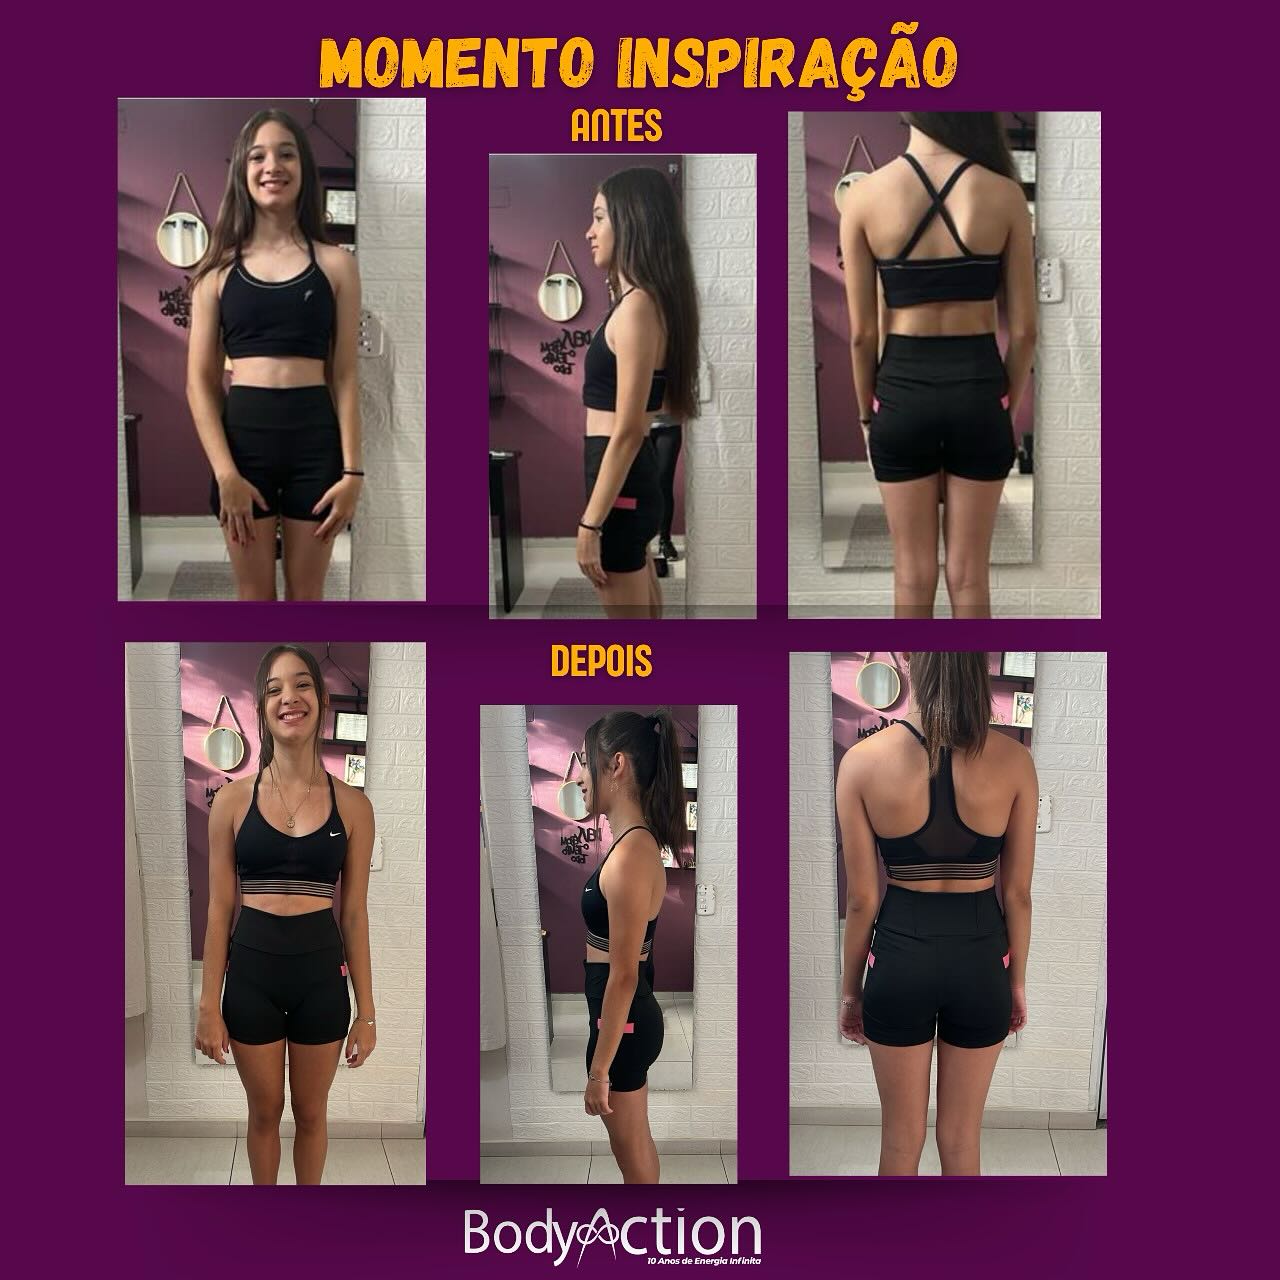 MOMENTO INSPIRAÇÃO
ANTES
DEPOIS
BodyAction
10 Anos de Energia Infinita